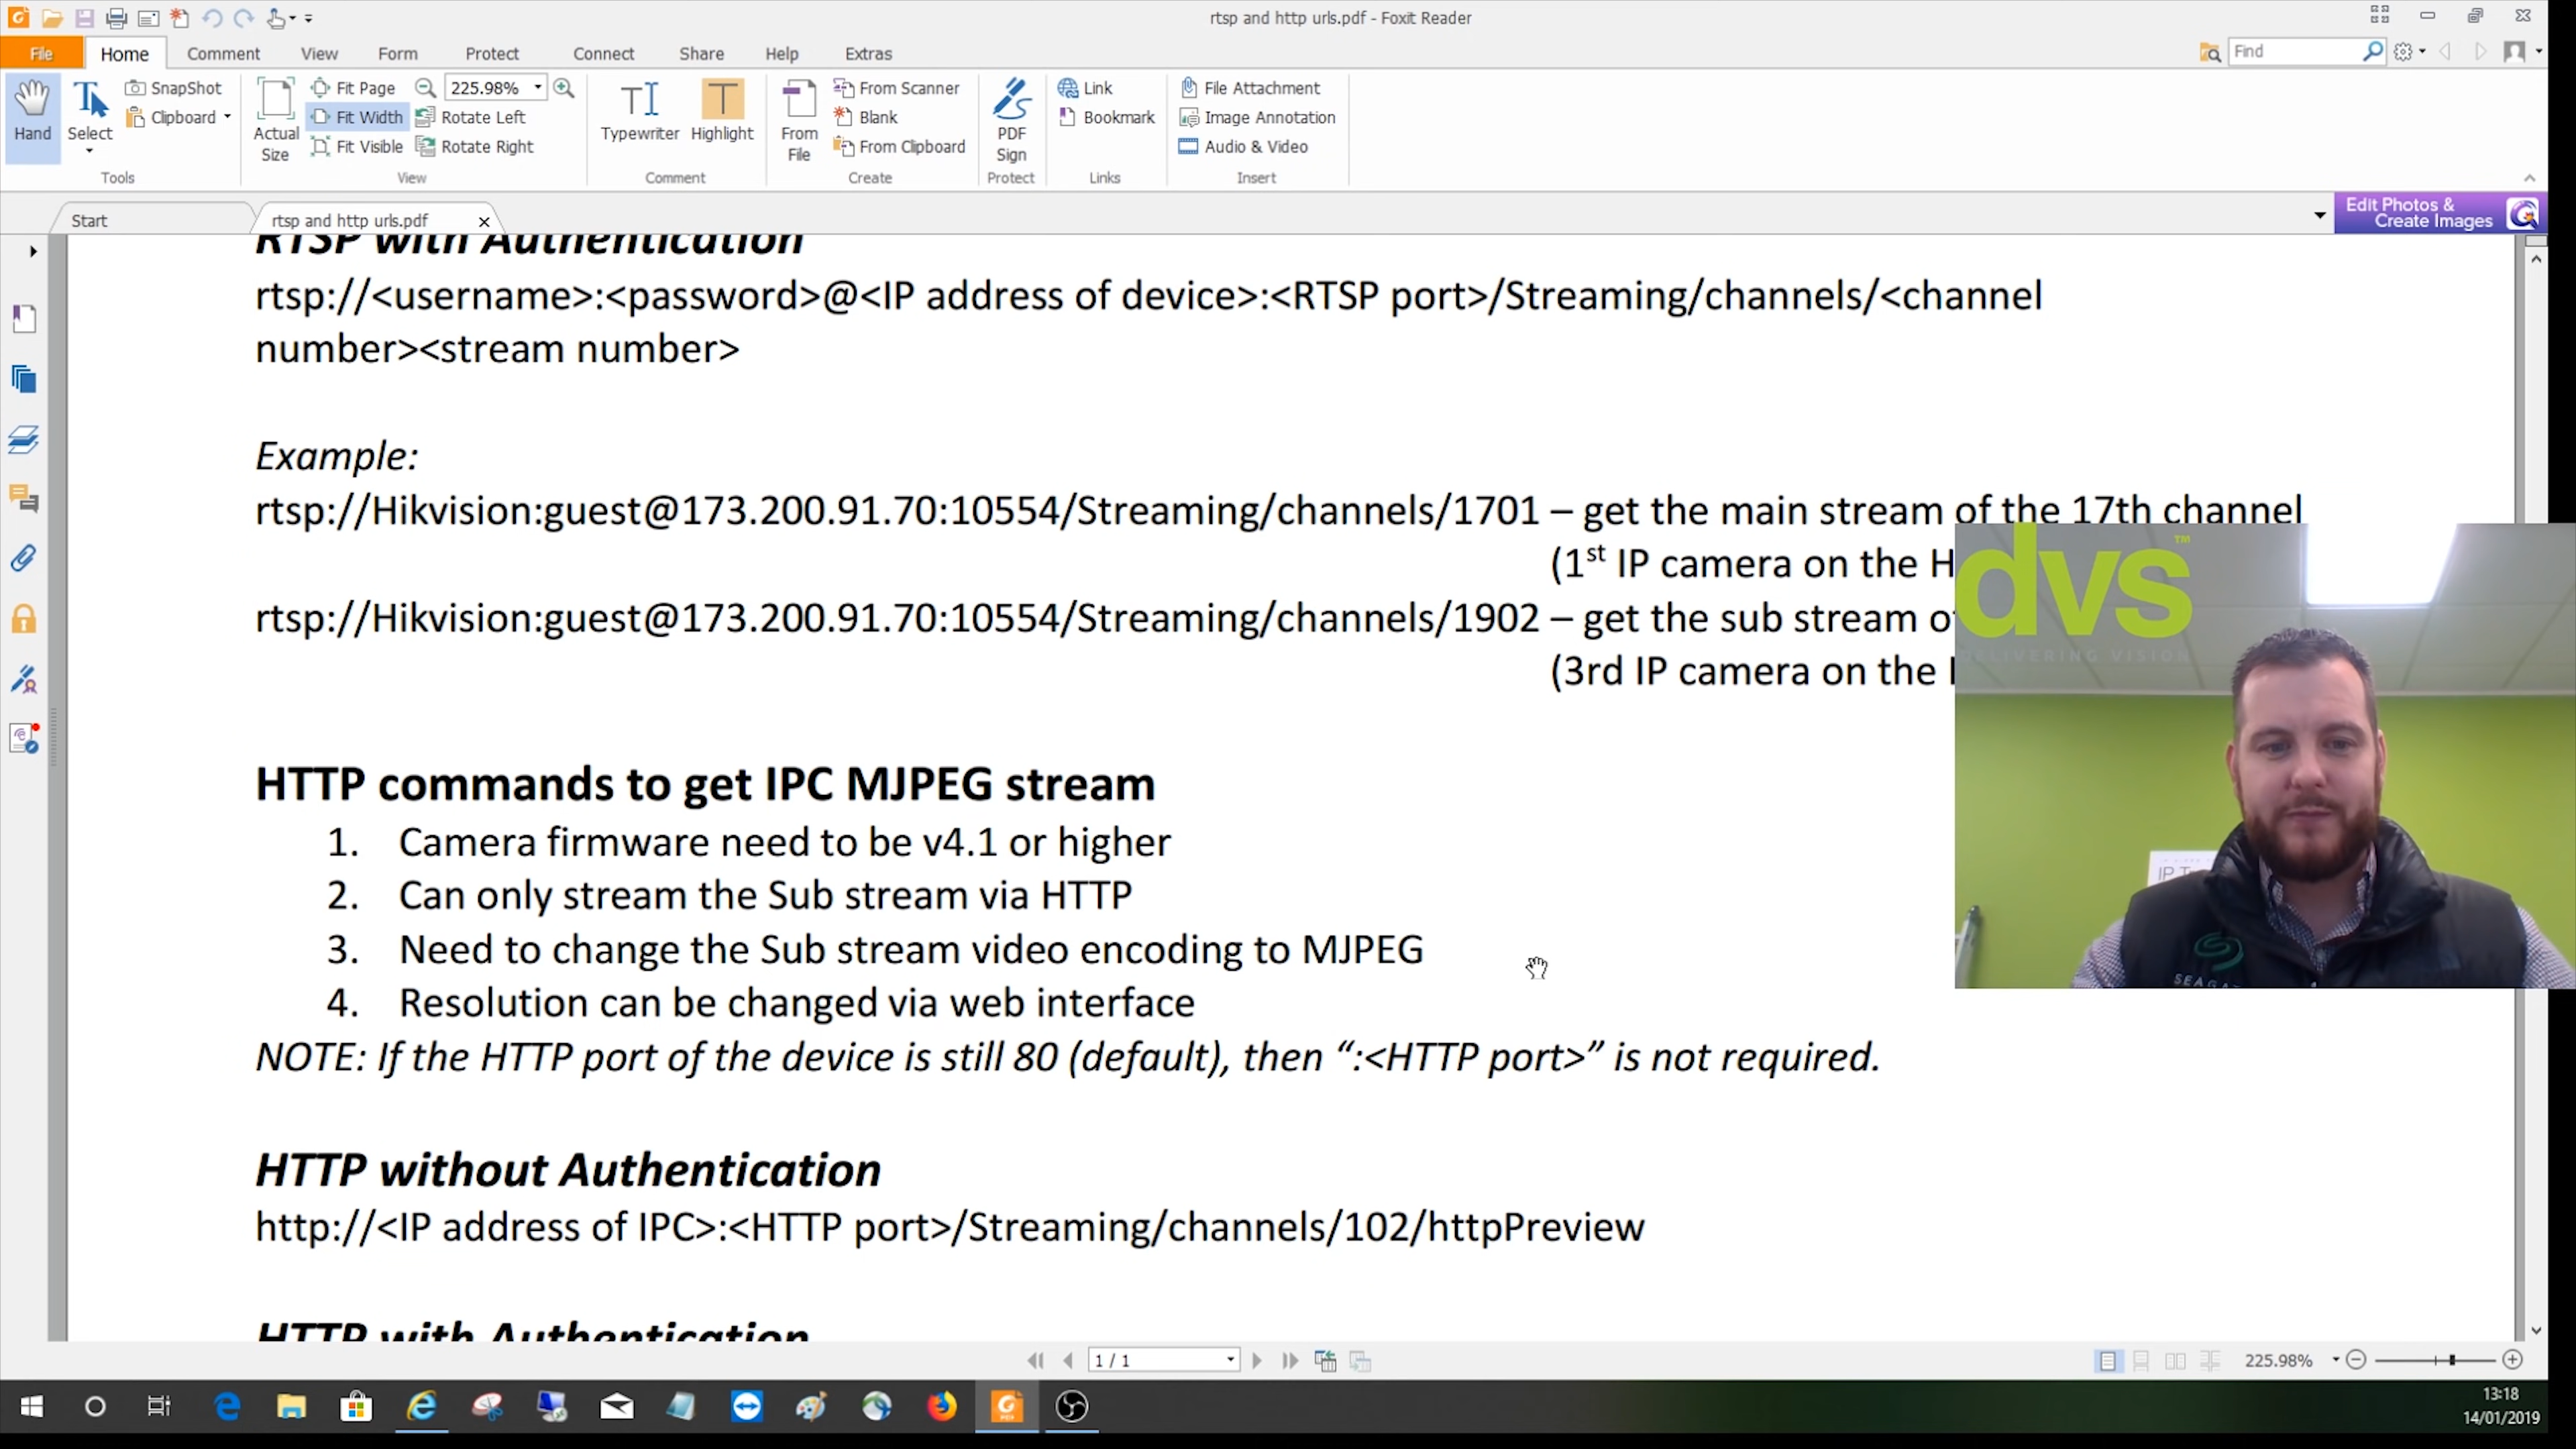 rtsp and http urls.pdf - Foxit Reader
File Home Comment View Form Protect Connect Share Help Extras
Find
Hand
Select
SnapShot
Clipboard
Tools
Actual Size
Fit Page
Fit Width
Fit Visible
225.98%
Rotate Left
Rotate Right
View
Typewriter
Highlight
Comment
From File
From Scanner
Blank
From Clipboard
Create
PDF Sign
Protect
Link
Bookmark
Links
File Attachment
Image Annotation
Audio & Video
Insert
Start
rtsp and http urls.pdf
Edit Photos &
Create Images
RTSP with Authentication
rtsp://<username>:<password>@<IP address of device>:<RTSP port>/Streaming/channels/<channel
number><stream number>
Example:
rtsp://Hikvision:guest@173.200.91.70:10554/Streaming/channels/1701 – get the main stream of the 17th channel
(1st IP camera on the H
rtsp://Hikvision:guest@173.200.91.70:10554/Streaming/channels/1902 – get the sub stream of
(3rd IP camera on the
dvs™
DELIVERING VISION
HTTP commands to get IPC MJPEG stream
1. Camera firmware need to be v4.1 or higher
2. Can only stream the Sub stream via HTTP
3. Need to change the Sub stream video encoding to MJPEG
4. Resolution can be changed via web interface
NOTE: If the HTTP port of the device is still 80 (default), then “:<HTTP port>” is not required.
HTTP without Authentication
http://<IP address of IPC>:<HTTP port>/Streaming/channels/102/httpPreview
HTTP with Authentication
1 / 1
225.98%
13:18
14/01/2019